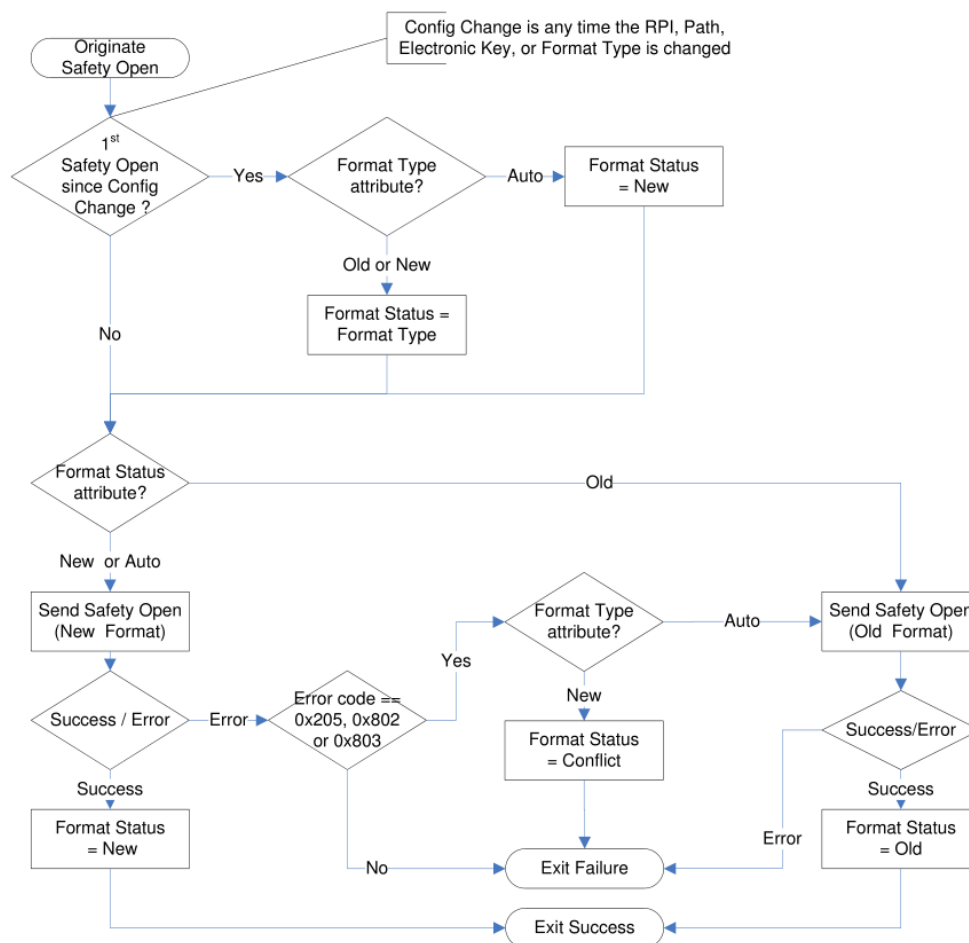 Config Change is any time the RPI, Path,
Electronic Key, or Format Type is changed
Originate
Safety Open
1st
Safety Open
since Config
Change ?
Yes
Format Type
attribute?
Auto
Format Status
= New
Old or New
Format Status =
Format Type
No
Format Status
attribute?
Old
New or Auto
Send Safety Open
(New Format)
Format Type
attribute?
Auto
Send Safety Open
(Old Format)
Yes
Success / Error
Error
Error code ==
0x205, 0x802
or 0x803
New
Format Status
= Conflict
Success/Error
Success
Success
Format Status
= New
Error
Format Status
= Old
No
Exit Failure
Exit Success